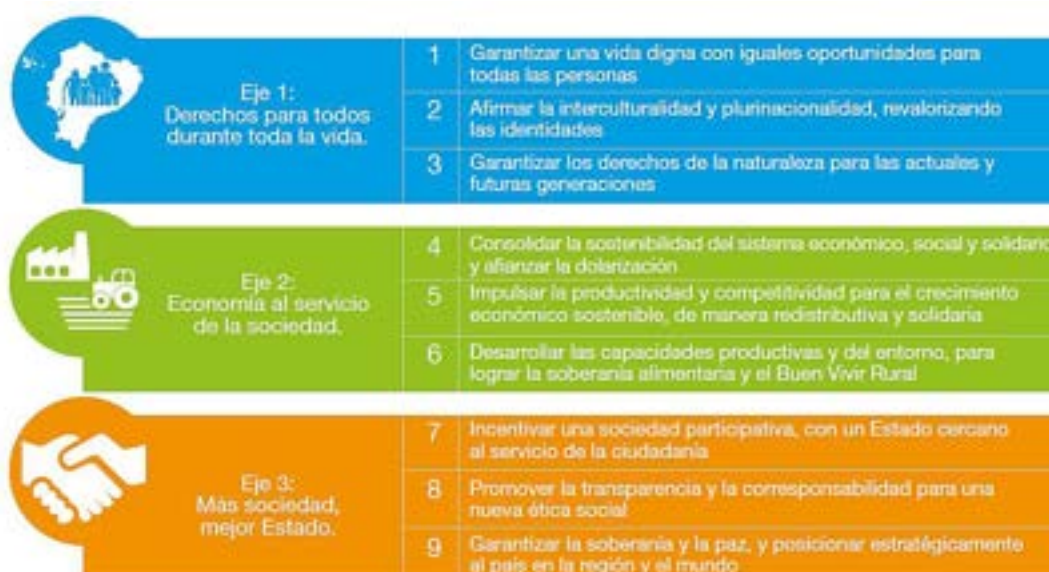 Eje 1:
Derechos para todos
durante toda la vida.
1 Garantizar una vida digna con iguales oportunidades para
todas las personas
2 Afirmar la interculturalidad y plurinacionalidad, revalorizando
las identidades
3 Garantizar los derechos de la naturaleza para las actuales y
futuras generaciones
Eje 2:
Economía al servicio
de la sociedad.
4 Consolidar la sostenibilidad del sistema económico, social y solidario
y afianzar la dolarización
5 Impulsar la productividad y competitividad para el crecimiento
económico sostenible, de manera redistributiva y solidaria
6 Desarrollar las capacidades productivas y del entorno, para
lograr la soberanía alimentaria y el Buen Vivir Rural
Eje 3:
Más sociedad,
mejor Estado.
7 Incentivar una sociedad participativa, con un Estado cercano
al servicio de la ciudadanía
8 Promover la transparencia y la corresponsabilidad para una
nueva ética social
9 Garantizar la soberanía y la paz, y posicionar estratégicamente
al país en la región y el mundo